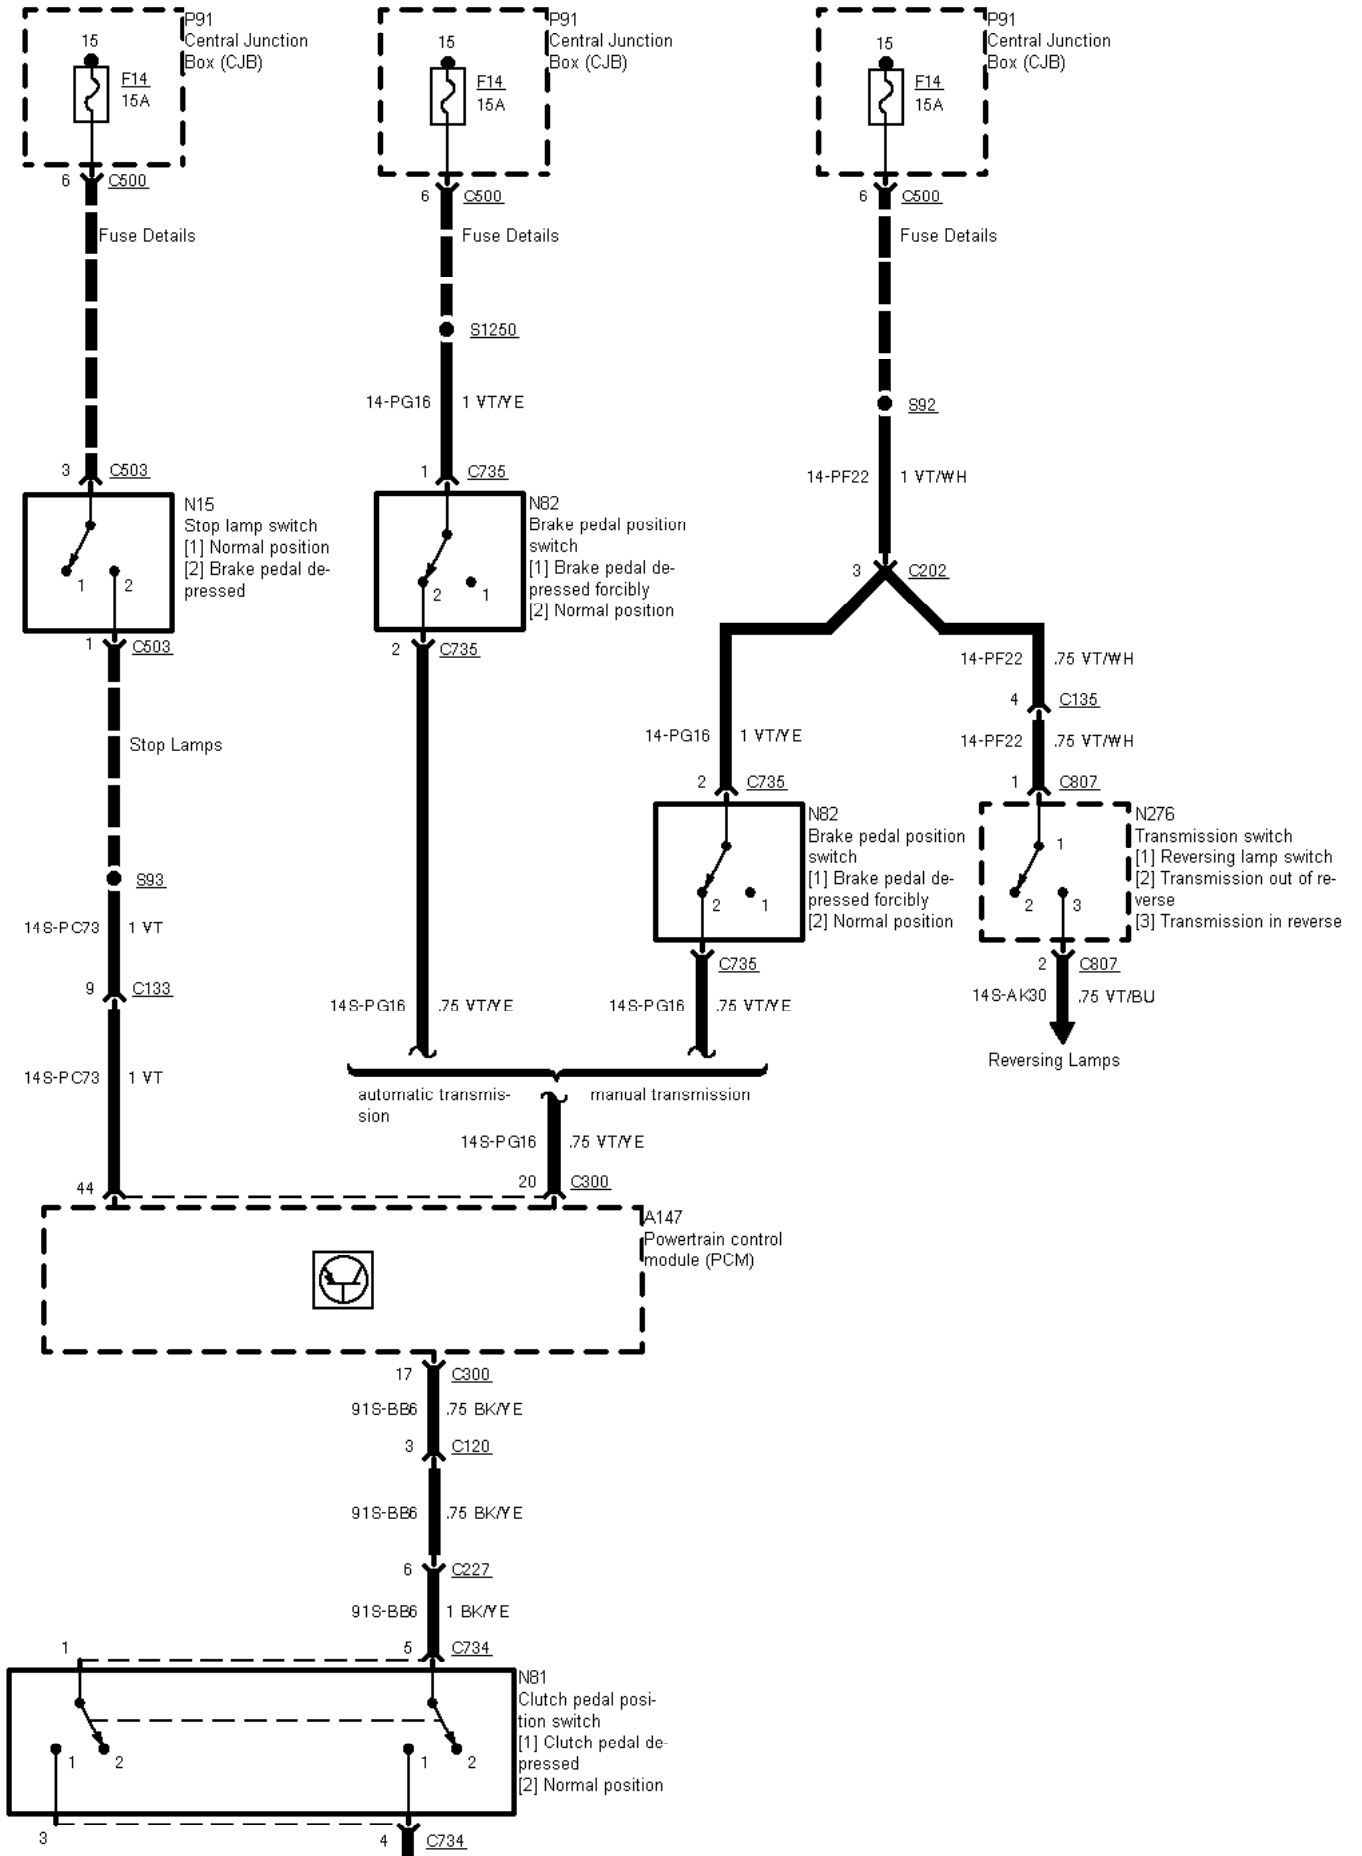 P91
Central Junction
Box (CJB)
15
F14
15A
6
C500
Fuse Details
3
C503
N15
Stop lamp switch
[1] Normal position
[2] Brake pedal de-
pressed
1
2
1
C503
Stop Lamps
S93
14S-PC73
1 VT
9
C133
14S-PC73
1 VT
44
P91
Central Junction
Box (CJB)
15
F14
15A
6
C500
Fuse Details
S1250
14-PG16
1 VT/YE
1
C735
N82
Brake pedal position
switch
[1] Brake pedal de-
pressed forcibly
[2] Normal position
2
1
2
C735
14S-PG16
.75 VT/YE
P91
Central Junction
Box (CJB)
15
F14
15A
6
C500
Fuse Details
S92
14-PF22
1 VT/WH
3
C202
14-PG16
1 VT/YE
2
C735
N82
Brake pedal position
switch
[1] Brake pedal de-
pressed forcibly
[2] Normal position
2
1
C735
14S-PG16
.75 VT/YE
14-PF22
.75 VT/WH
4
C135
14-PF22
.75 VT/WH
1
C807
N276
Transmission switch
[1] Reversing lamp switch
[2] Transmission out of re-
verse
[3] Transmission in reverse
1
2
3
2
C807
14S-AK30
.75 VT/BU
Reversing Lamps
automatic transmis-
sion
manual transmission
14S-PG16
.75 VT/YE
20
C300
A147
Powertrain control
module (PCM)
17
C300
91S-BB6
.75 BK/YE
3
C120
91S-BB6
.75 BK/YE
6
C227
91S-BB6
1 BK/YE
1
5
C734
N81
Clutch pedal posi-
tion switch
[1] Clutch pedal de-
pressed
[2] Normal position
1
2
1
2
3
4
C734